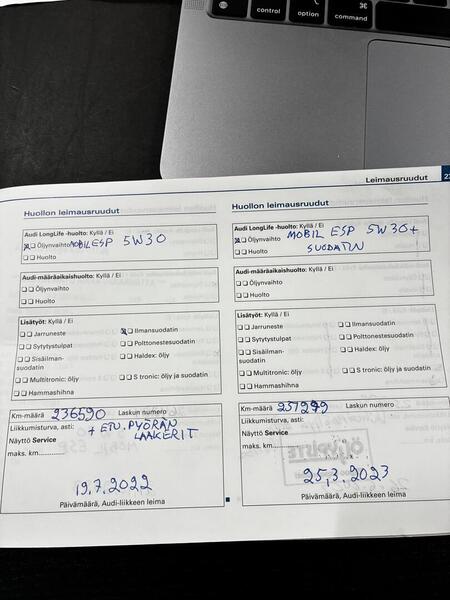 control
option
command
Leimausruudut
Huollon leimausruudut
Audi LongLife -huolto: Kyllä / Ei
Öljynvaihto MOBIL ESP 5W30
Huolto
Audi-määräaikaishuolto: Kyllä / Ei
Öljynvaihto
Huolto
Lisätyöt: Kyllä / Ei
Jarruneste
Ilmansuodatin
Sytytystulpat
Polttonestesuodatin
Sisäilman-
suodatin
Haldex: öljy
Multitronic: öljy
S tronic: öljy ja suodatin
Hammashihna
Km-määrä 236590 Laskun numero
Liikkumisturva, asti: + ETU. PYÖRÄN
LAAKERIT
Näyttö Service
maks. km
19.7.2022
Päivämäärä, Audi-liikkeen leima
Huollon leimausruudut
Audi LongLife -huolto: Kyllä / Ei
Öljynvaihto MOBIL ESP 5W30+
SUODATIN
Huolto
Audi-määräaikaishuolto: Kyllä / Ei
Öljynvaihto
Huolto
Lisätyöt: Kyllä / Ei
Jarruneste
Ilmansuodatin
Sytytystulpat
Polttonestesuodatin
Sisäilman-
suodatin
Haldex: öljy
Multitronic: öljy
S tronic: öljy ja suodatin
Hammashihna
Km-määrä 237299 Laskun numero
Liikkumisturva, asti:
Näyttö Service
maks. km
25,3.2023
Päivämäärä, Audi-liikkeen leima